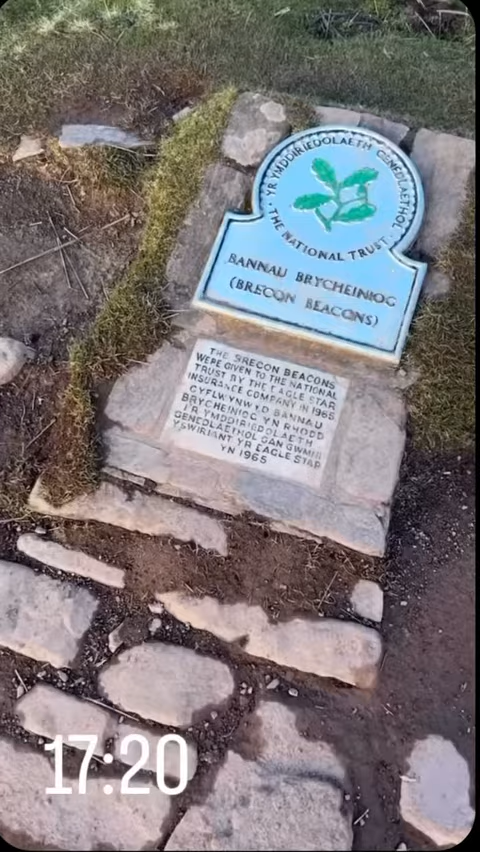 YR YMDDIRIEDOLAETH GENEDLAETHOL
THE NATIONAL TRUST
BANNAU BRYCHEINIOG
(BRECON BEACONS)
THE BRECON BEACONS
WERE GIVEN TO THE NATIONAL
TRUST BY THE EAGLE STAR
INSURANCE COMPANY IN 1965
CYFLWYNWYD BANNAU
BRYCHEINIOG YN RHODD
I'R YMDDIRIEDOLAETH
GENEDLAETHOL GAN GWMNI
YSWIRIANT YR EAGLE STAR
YN 1965
17:20